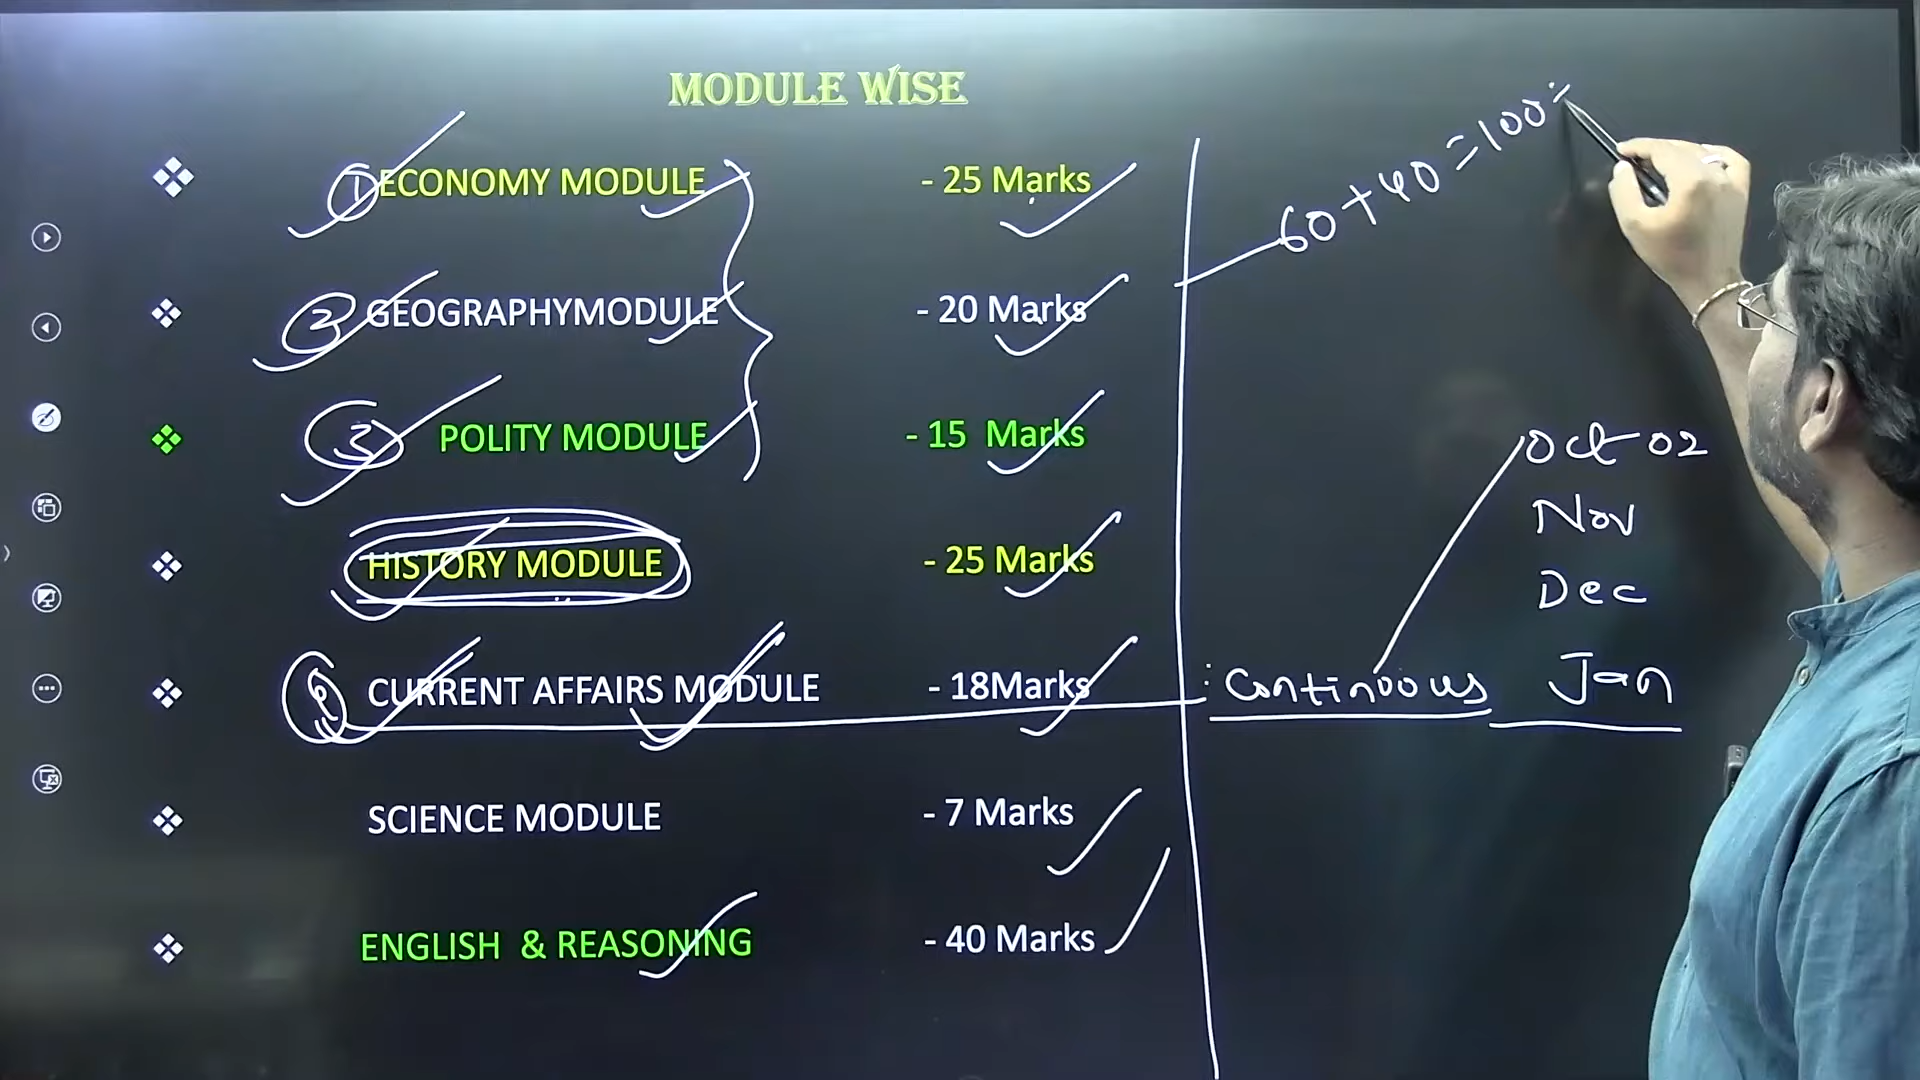 MODULE WISE
① ECONOMY MODULE - 25 Marks
60 + 40 = 100 =
② GEOGRAPHYMODULE - 20 Marks
③ POLITY MODULE - 15 Marks
Oct-02
Nov
HISTORY MODULE - 25 Marks
Dec
CURRENT AFFAIRS MODULE - 18Marks : Continuous Jan
SCIENCE MODULE - 7 Marks
ENGLISH & REASONING - 40 Marks